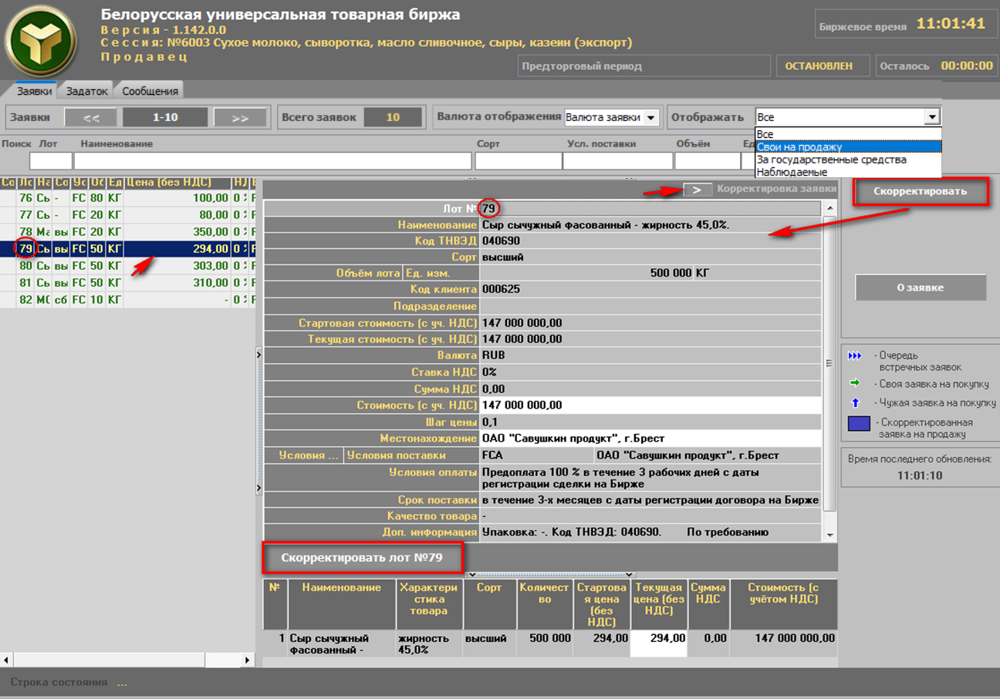 Белорусская универсальная товарная биржа
Версия - 1.142.0.0
Сессия: №6003 Сухое молоко, сыворотка, масло сливочное, сыры, казеин (экспорт)
Продавец
Биржевое время 11:01:41
Предторговый период
ОСТАНОВЛЕН
Осталось 00:00:00
Заявки Задаток Сообщения
Заявки << 1-10 >> Всего заявок 10 Валюта отображения Валюта заявки Отображать Все
Все
Свои на продажу
За государственные средства
Наблюдаемые
Поиск Лот Наименование Сорт Усл. поставки Объём Ед
Со Ло На Со Ус Об Ед Цена (без НДС) НД
76 Сь - FC 80 КГ 100,00 0
77 Сь - FC 20 КГ 80,00 0
78 Ма вы FC 20 КГ 350,00 0
79 Сь вы FC 50 КГ 294,00 0
80 Сь вы FC 50 КГ 303,00 0
81 Сь вы FC 50 КГ 310,00 0
82 МС сб FC 10 КГ - 0
> Корректировка заявки
Лот № 79
Наименование Сыр сычужный фасованный - жирность 45,0%.
Код ТНВЭД 040690
Сорт высший
Объём лота Ед. изм. 500 000 КГ
Код клиента 000625
Подразделение
Стартовая стоимость (с уч. НДС) 147 000 000,00
Текущая стоимость (с уч. НДС) 147 000 000,00
Валюта RUB
Ставка НДС 0%
Сумма НДС 0,00
Стоимость (с уч. НДС) 147 000 000,00
Шаг цены 0,1
Местонахождение ОАО "Савушкин продукт", г.Брест
Условия ... Условия поставки FCA ОАО "Савушкин продукт", г.Брест
Условия оплаты Предоплата 100 % в течение 3 рабочих дней с даты
регистрации сделки на Бирже
Срок поставки в течение 3-х месяцев с даты регистрации договора на Бирже
Качество товара -
Доп. информация Упаковка: -. Код ТНВЭД: 040690. По требованию
Скорректировать лот №79
№ Наименование Характери Сорт Количест Стартова Текущая Сумма Стоимость (с
стика во я цена цена (без НДС учётом НДС)
товара (без НДС)
НДС)
1 Сыр сычужный жирность высший 500 000 294,00 294,00 0,00 147 000 000,00
фасованный - 45,0%
Скорректировать
О заявке
- Очередь
встречных заявок
- Своя заявка на покупку
- Чужая заявка на покупку
- Скорректированная
заявка на продажу
Время последнего обновления:
11:01:10
Строка состояния ...